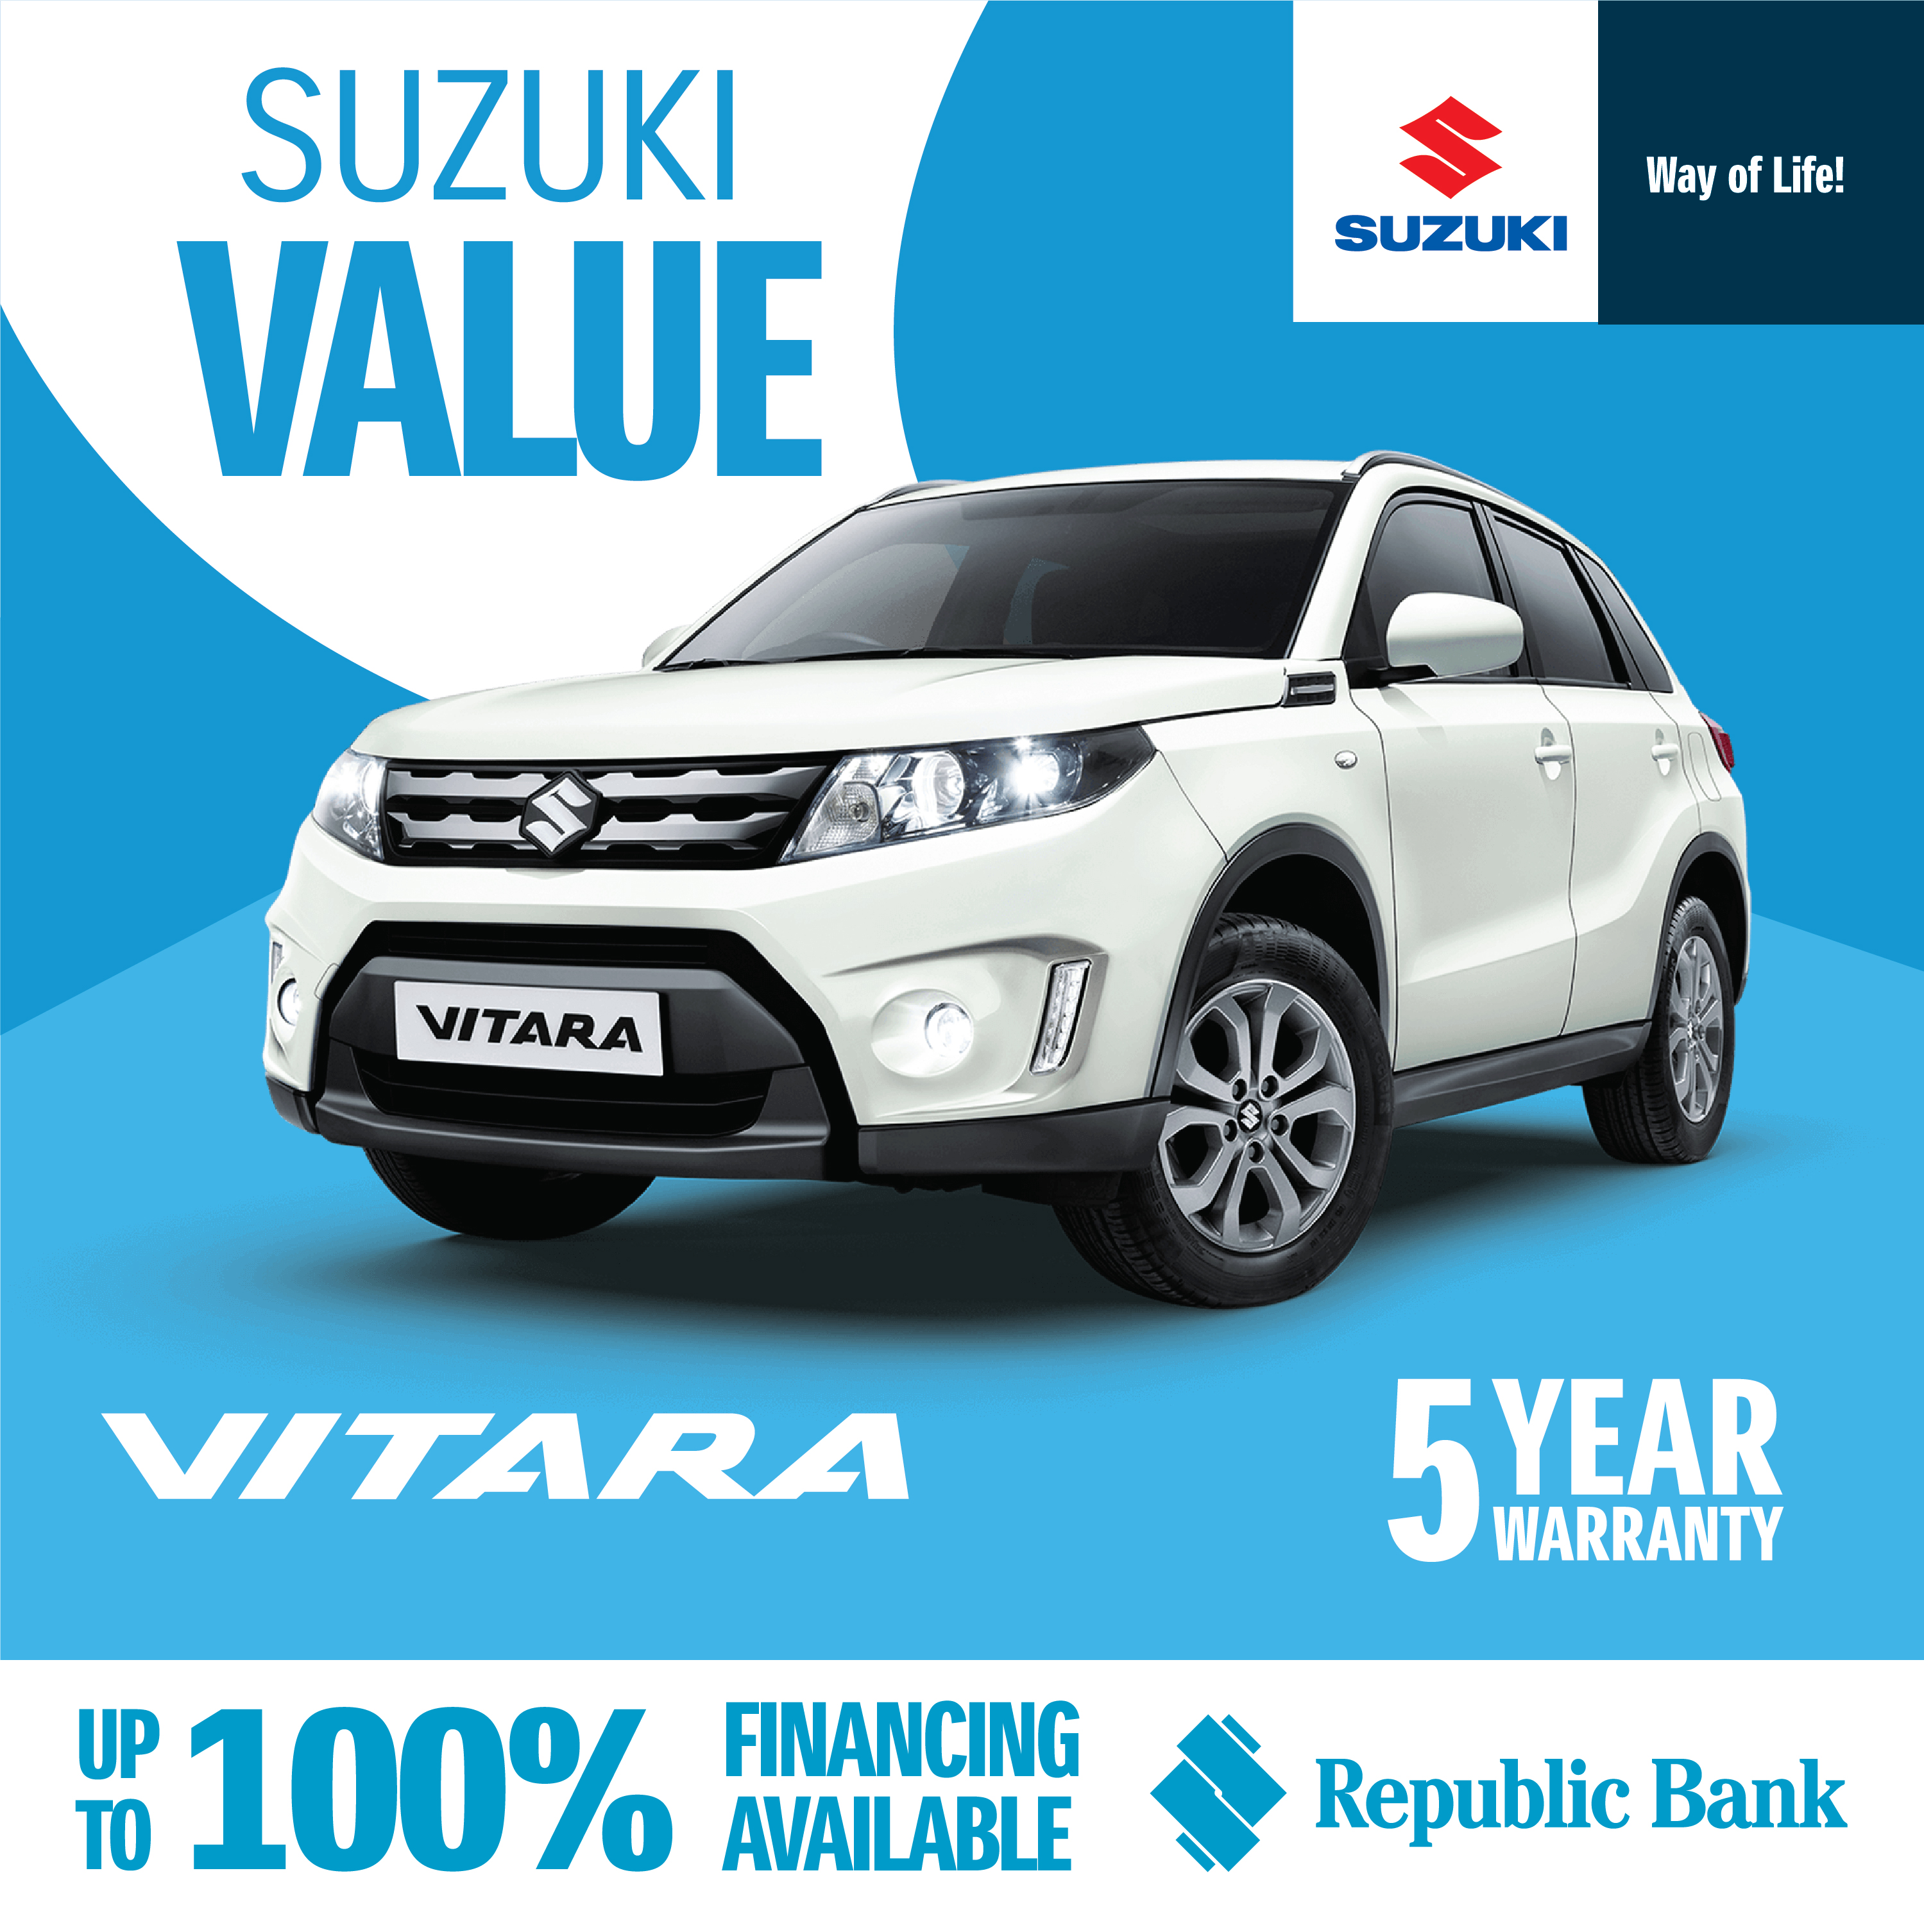 SUZUKI
VALUE
SUZUKI
Way of Life!
VITARA
VITARA
5 YEAR
WARRANTY
UP
TO
100%
FINANCING
AVAILABLE
Republic Bank